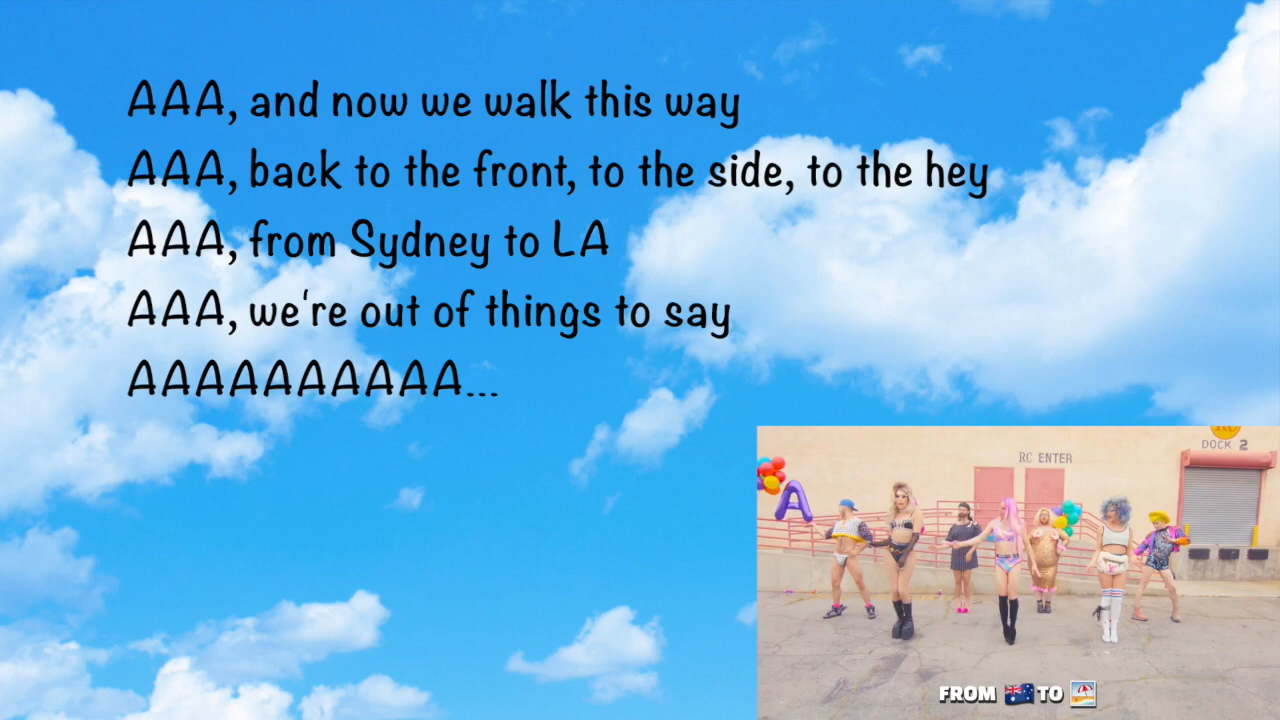 AAA, and now we walk this way
AAA, back to the front, to the side, to the hey
AAA, from Sydney to LA
AAA, we're out of things to say
AAAAAAAAAA...
DOCK 2
RC ENTER
A
FROM 🇦🇺 TO 🏖️